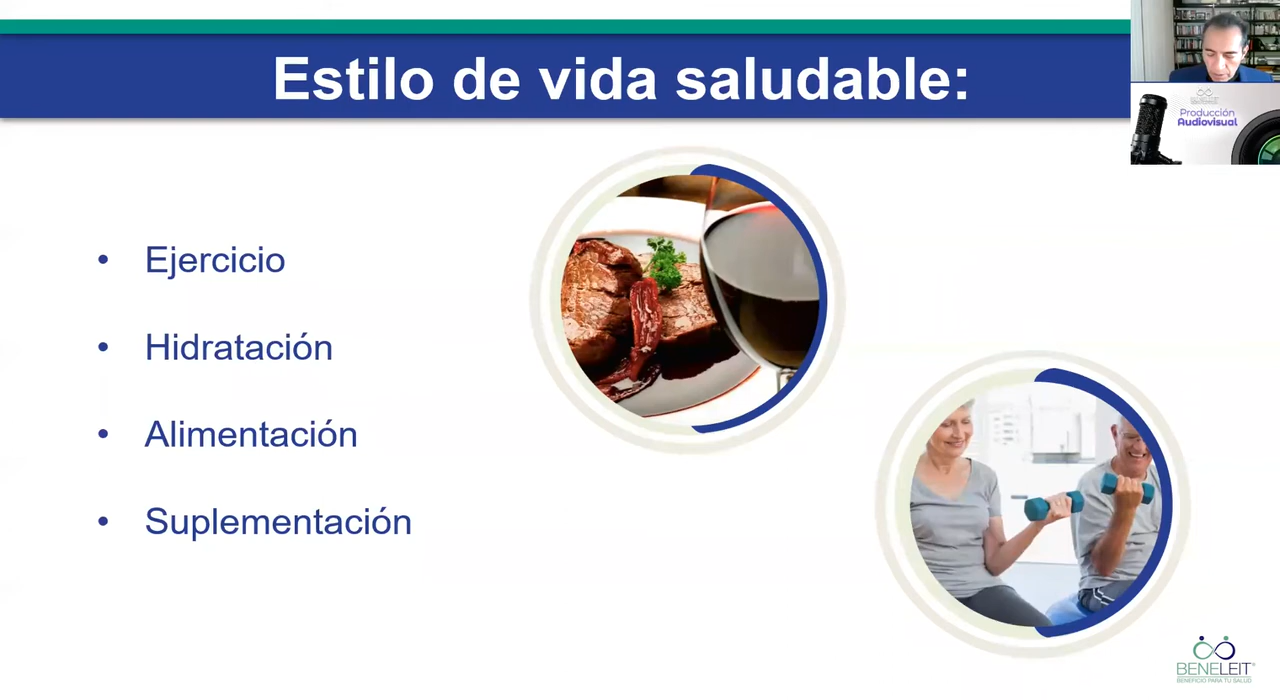 Estilo de vida saludable:
Producción
Audiovisual
• Ejercicio
• Hidratación
• Alimentación
• Suplementación
BENELEIT®
BENEFICIO PARA TU SALUD